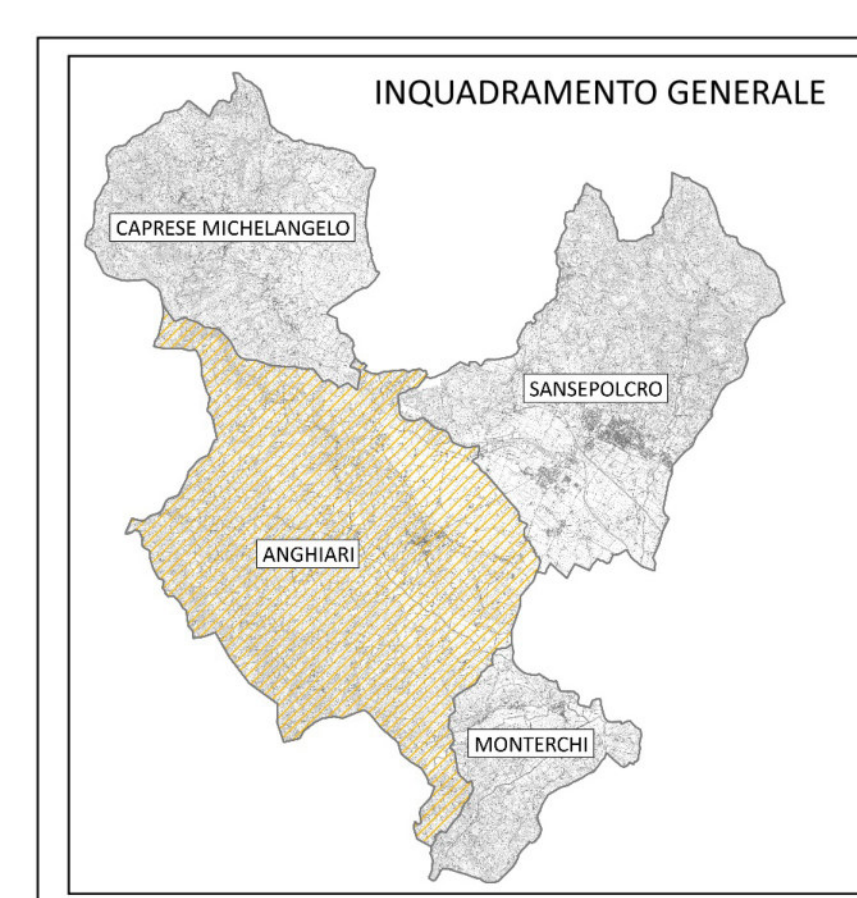 INQUADRAMENTO GENERALE
CAPRESE MICHELANGELO
SANSEPOLCRO
ANGHIARI
MONTERCHI